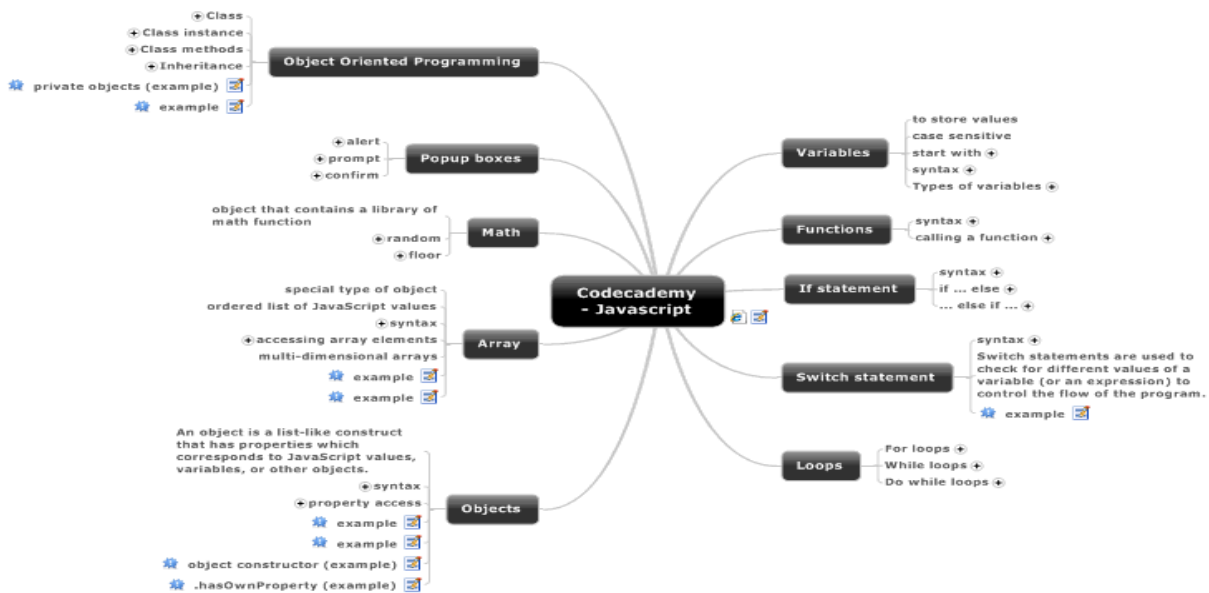 Class
Class instance
Class methods
Inheritance
private objects (example)
example
Object Oriented Programming
alert
prompt
confirm
Popup boxes
object that contains a library of
math function
random
floor
Math
special type of object
ordered list of JavaScript values
syntax
accessing array elements
multi-dimensional arrays
example
example
Array
An object is a list-like construct
that has properties which
corresponds to JavaScript values,
variables, or other objects.
syntax
property access
example
example
object constructor (example)
.hasOwnProperty (example)
Objects
Codecademy
- Javascript
Variables
to store values
case sensitive
start with
syntax
Types of variables
Functions
syntax
calling a function
If statement
syntax
if ... else
... else if ...
Switch statement
syntax
Switch statements are used to
check for different values of a
variable (or an expression) to
control the flow of the program.
example
Loops
For loops
While loops
Do while loops